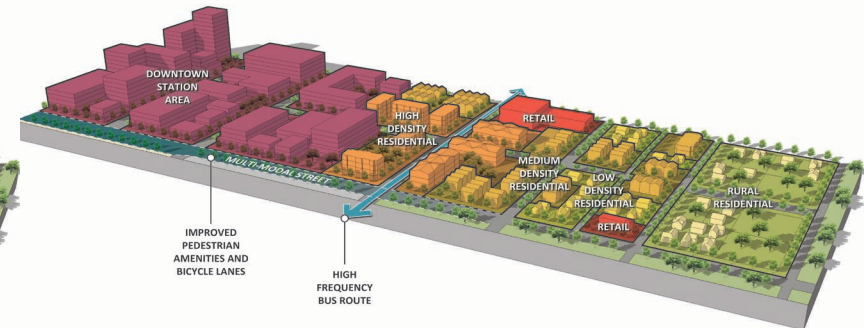 DOWNTOWN
STATION
AREA
HIGH
DENSITY
RESIDENTIAL
RETAIL
MEDIUM
DENSITY
RESIDENTIAL
LOW
DENSITY
RESIDENTIAL
RETAIL
RURAL
RESIDENTIAL
MULTI-MODAL STREET
IMPROVED
PEDESTRIAN
AMENITIES AND
BICYCLE LANES
HIGH
FREQUENCY
BUS ROUTE